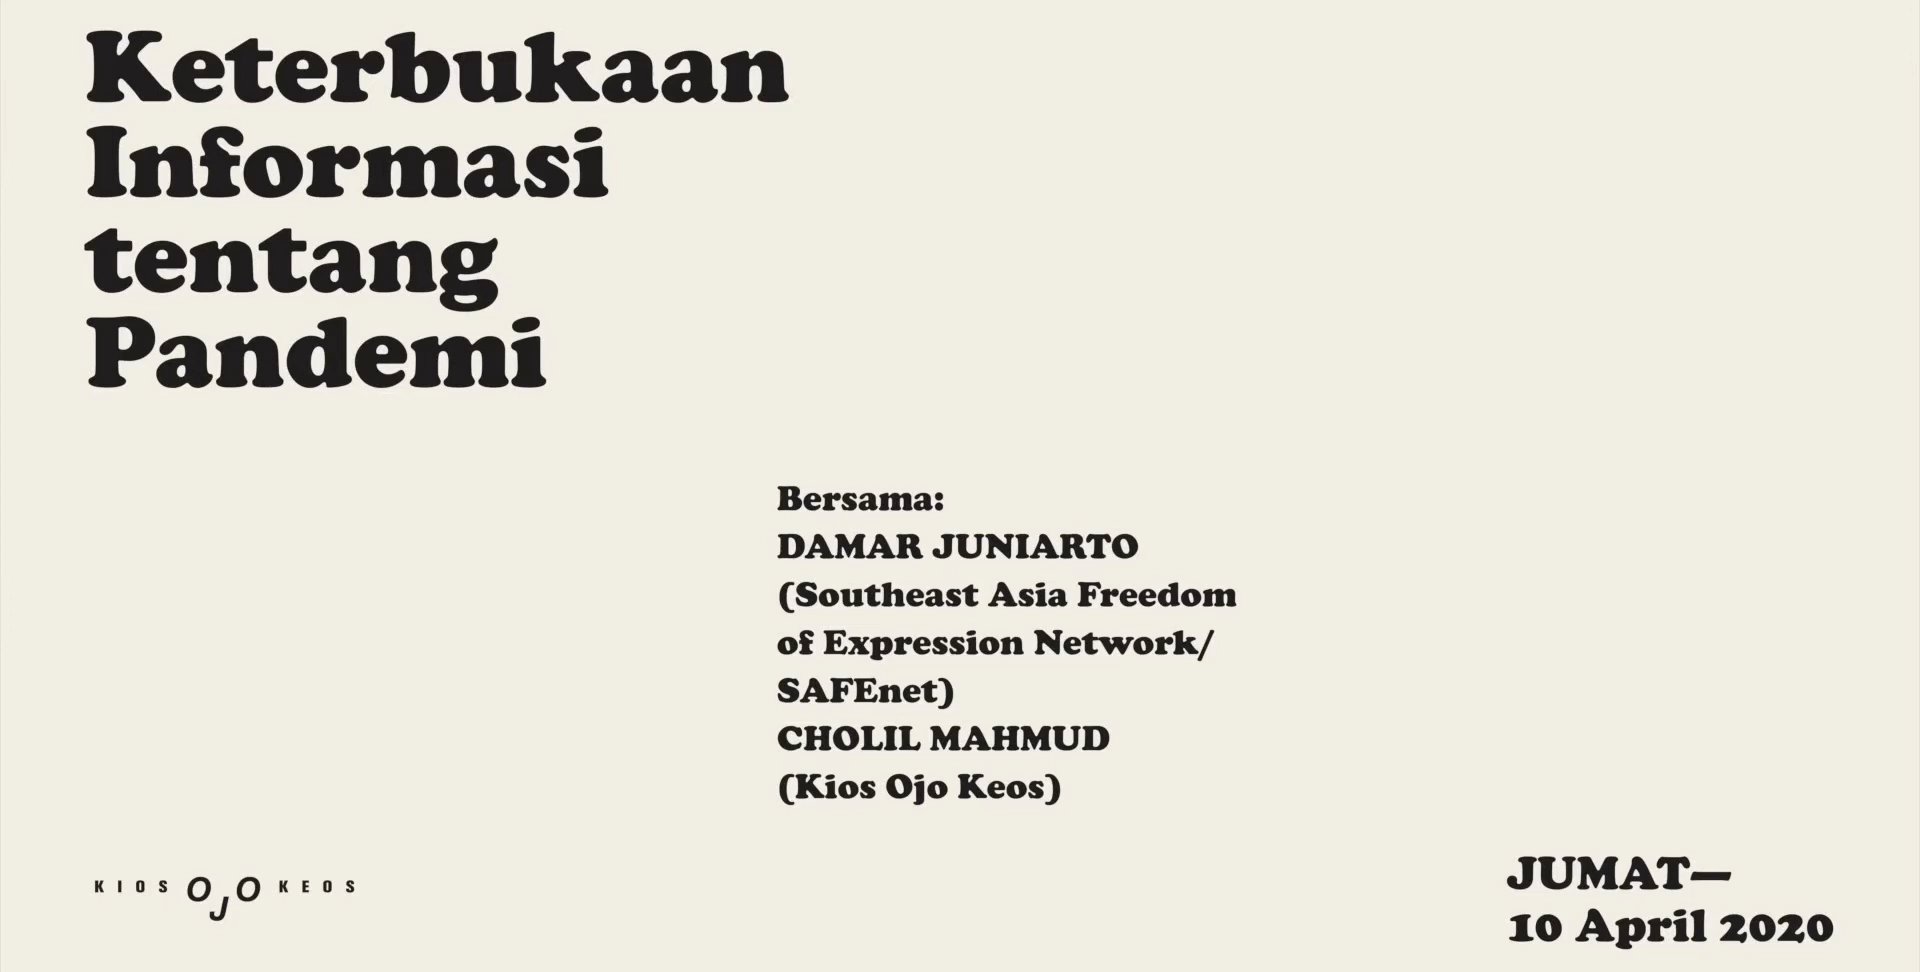 Keterbukaan
Informasi
tentang
Pandemi
Bersama:
DAMAR JUNIARTO
(Southeast Asia Freedom
of Expression Network/
SAFEnet)
CHOLIL MAHMUD
(Kios Ojo Keos)
KIOS OJO KEOS
JUMAT—
10 April 2020